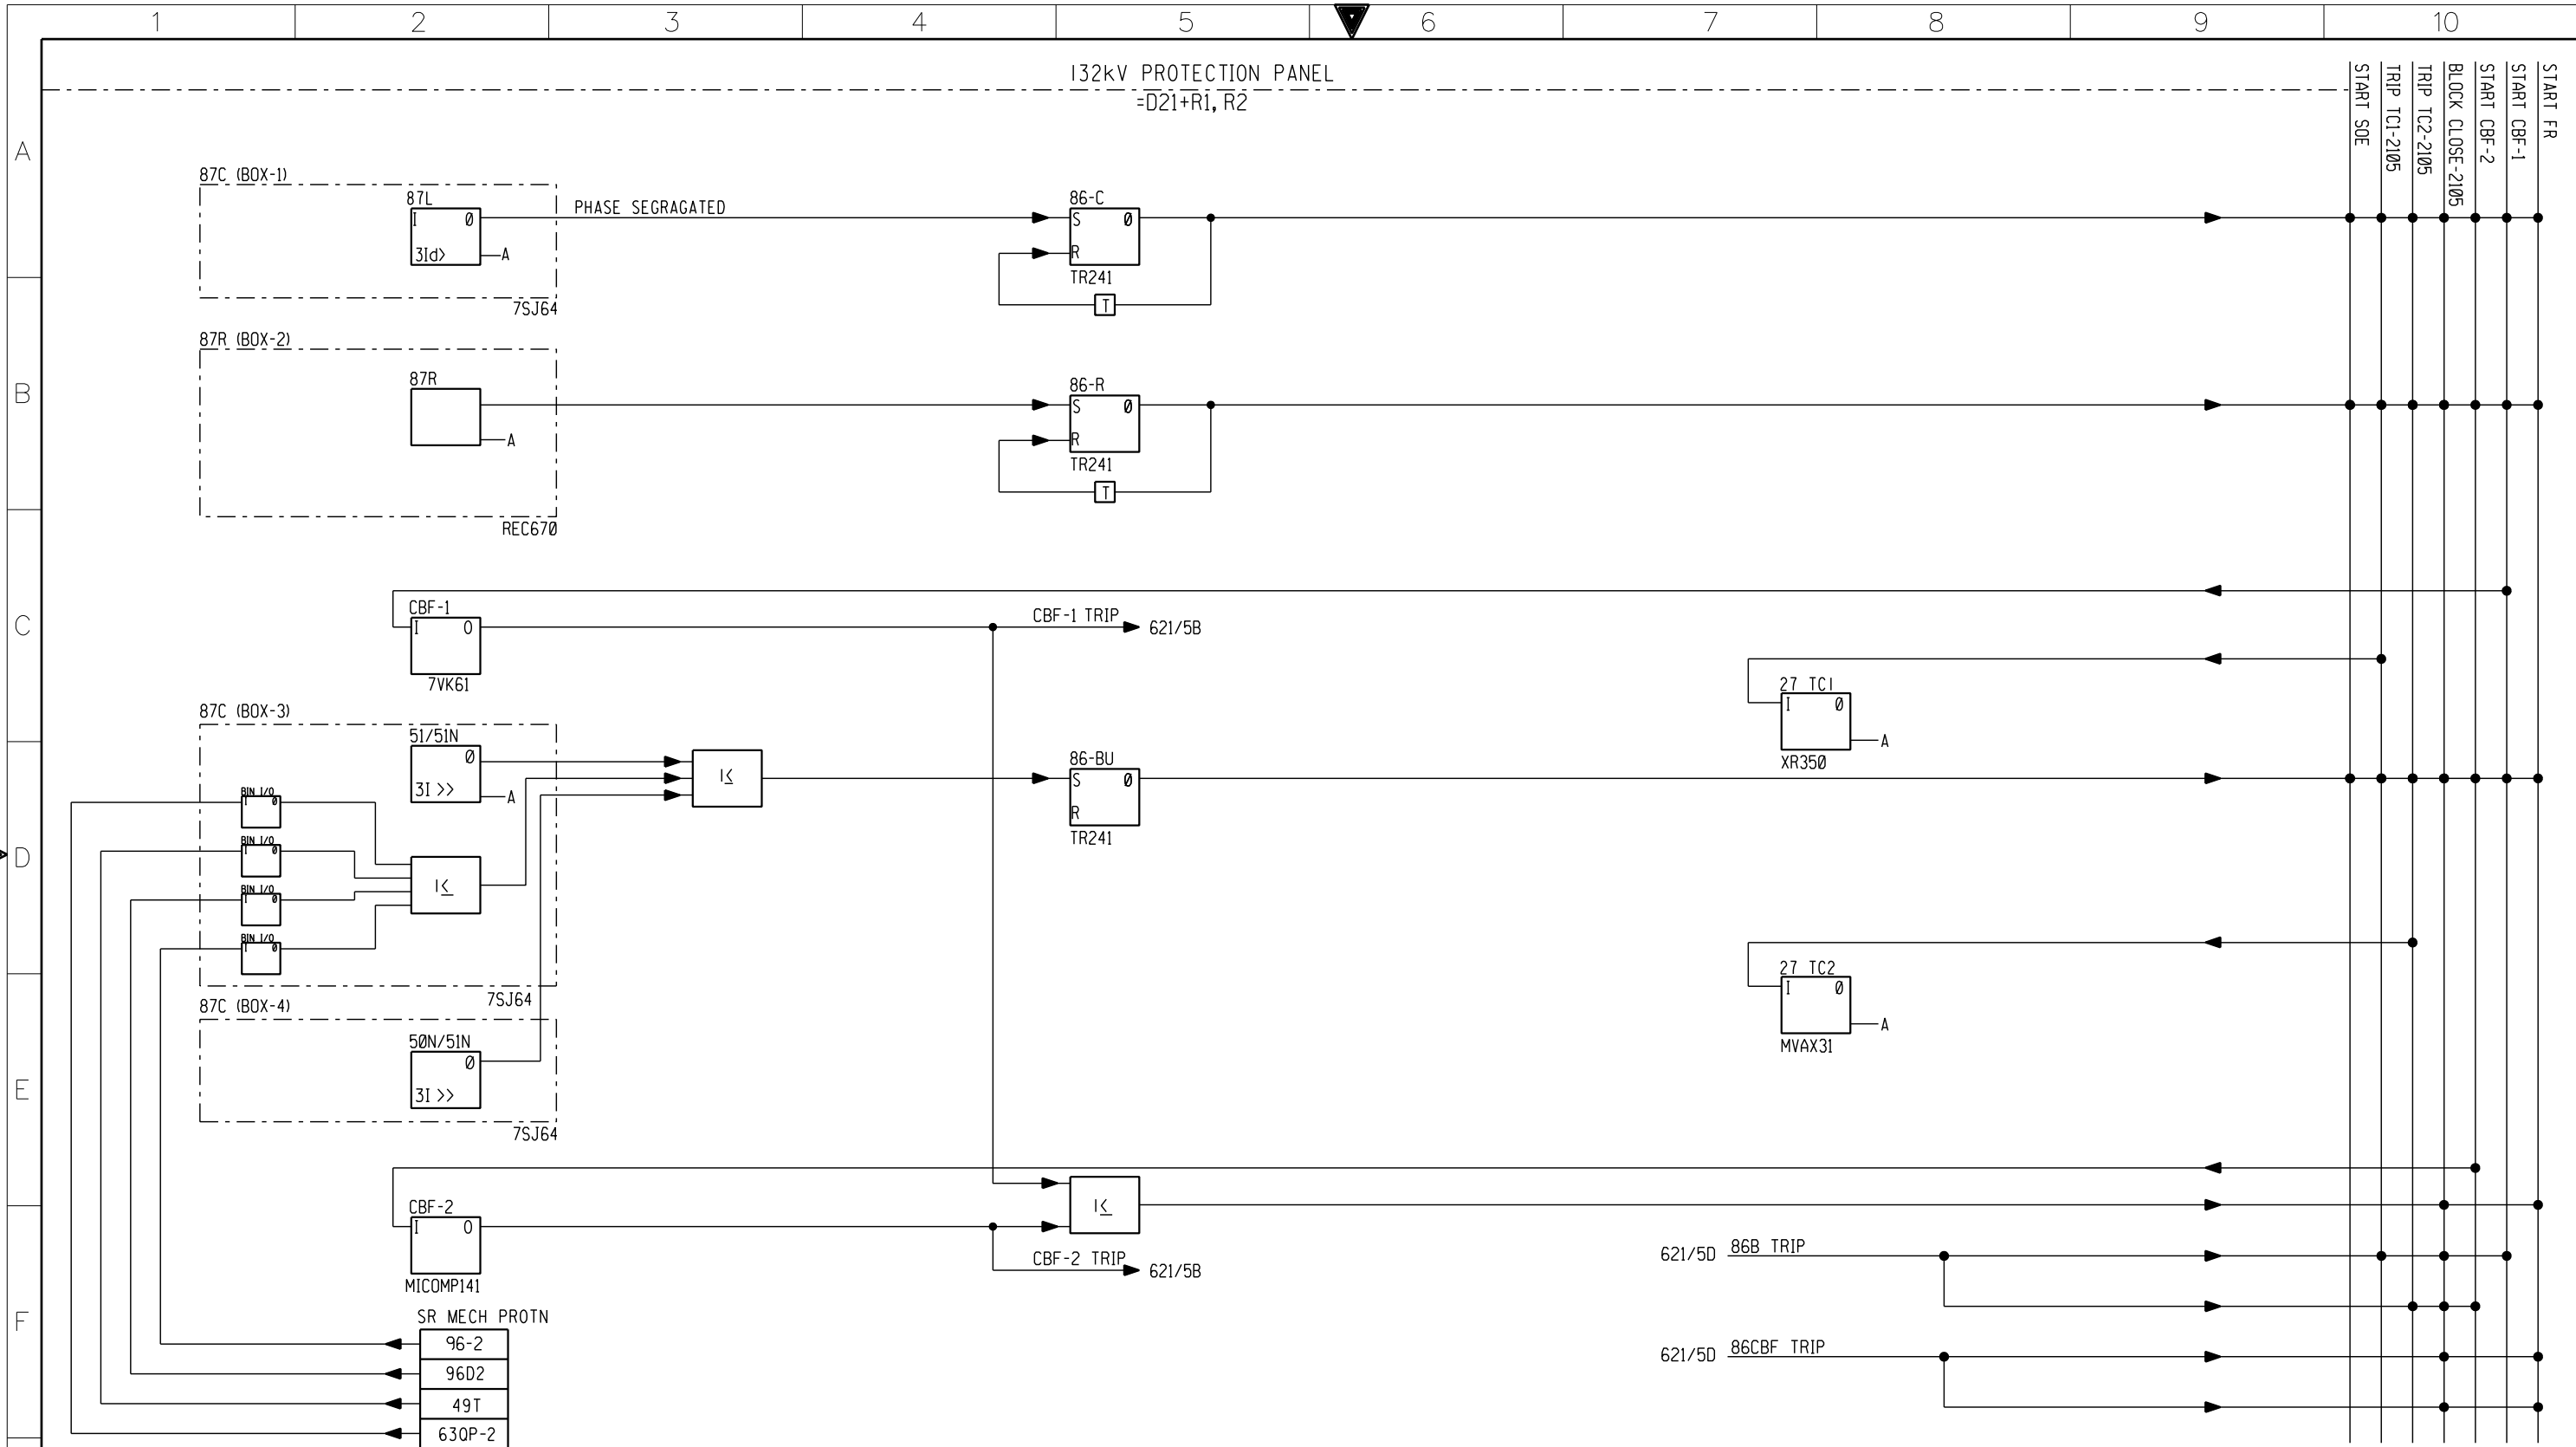 1 2 3 4 5 6 7 8 9 10
132kV PROTECTION PANEL
=D21+R1, R2
START SOE
TRIP TC1-2105
TRIP TC2-2105
BLOCK CLOSE-2105
START CBF-2
START CBF-1
START FR
A
87C (BOX-1)
87L
I 0
3Id>
A
7SJ64
PHASE SEGRAGATED
86-C
S 0
R
TR241
T
B
87R (BOX-2)
87R
A
REC670
86-R
S 0
R
TR241
T
C
CBF-1
I O
7VK61
CBF-1 TRIP
621/5B
27 TC1
I 0
A
XR350
87C (BOX-3)
51/51N
0
3I >>
A
1<
86-BU
S 0
R
TR241
D
BIN I/O
I 0
BIN I/O
I 0
BIN I/O
I 0
BIN I/O
I 0
1<
7SJ64
27 TC2
I 0
A
MVAX31
E
87C (BOX-4)
50N/51N
0
3I >>
7SJ64
CBF-2
I O
MICOMP141
1<
CBF-2 TRIP
621/5B
621/5D 86B TRIP
F
621/5D 86CBF TRIP
SR MECH PROTN
96-2
96D2
49T
63QP-2